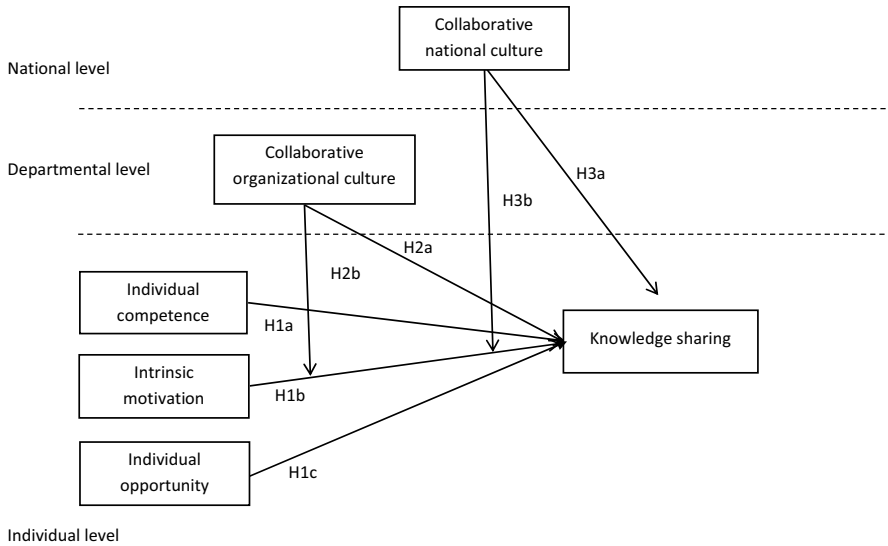 Collaborative
national culture
National level
Collaborative
organizational culture
Departmental level
H3a
H3b
H2a
H2b
Individual
competence
H1a
Knowledge sharing
Intrinsic
motivation
H1b
Individual
opportunity
H1c
Individual level